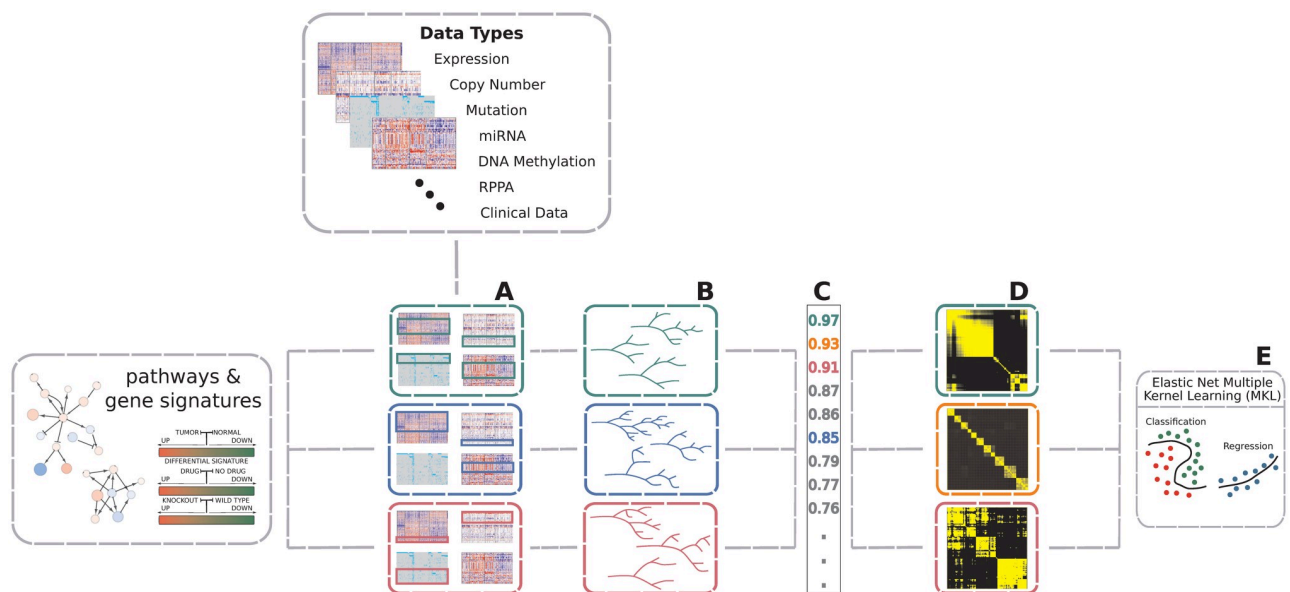 Data Types
Expression
Copy Number
Mutation
miRNA
DNA Methylation
RPPA
Clinical Data
A
B
C
D
E
pathways &
gene signatures
TUMOR NORMAL
UP DOWN
DIFFERENTIAL SIGNATURE
DRUG NO DRUG
UP DOWN
KNOCKOUT WILD TYPE
UP DOWN
0.97
0.93
0.91
0.87
0.86
0.85
0.79
0.77
0.76
Elastic Net Multiple
Kernel Learning (MKL)
Classification
Regression